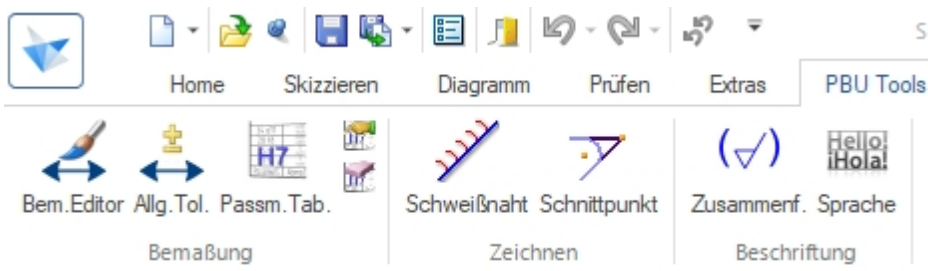 S
Home Skizzieren Diagramm Prüfen Extras PBU Tools
H7 Hello!
¡Hola!
Bem.Editor Allg.Tol. Passm.Tab. Schweißnaht Schnittpunkt Zusammenf. Sprache
Bemaßung Zeichnen Beschriftung